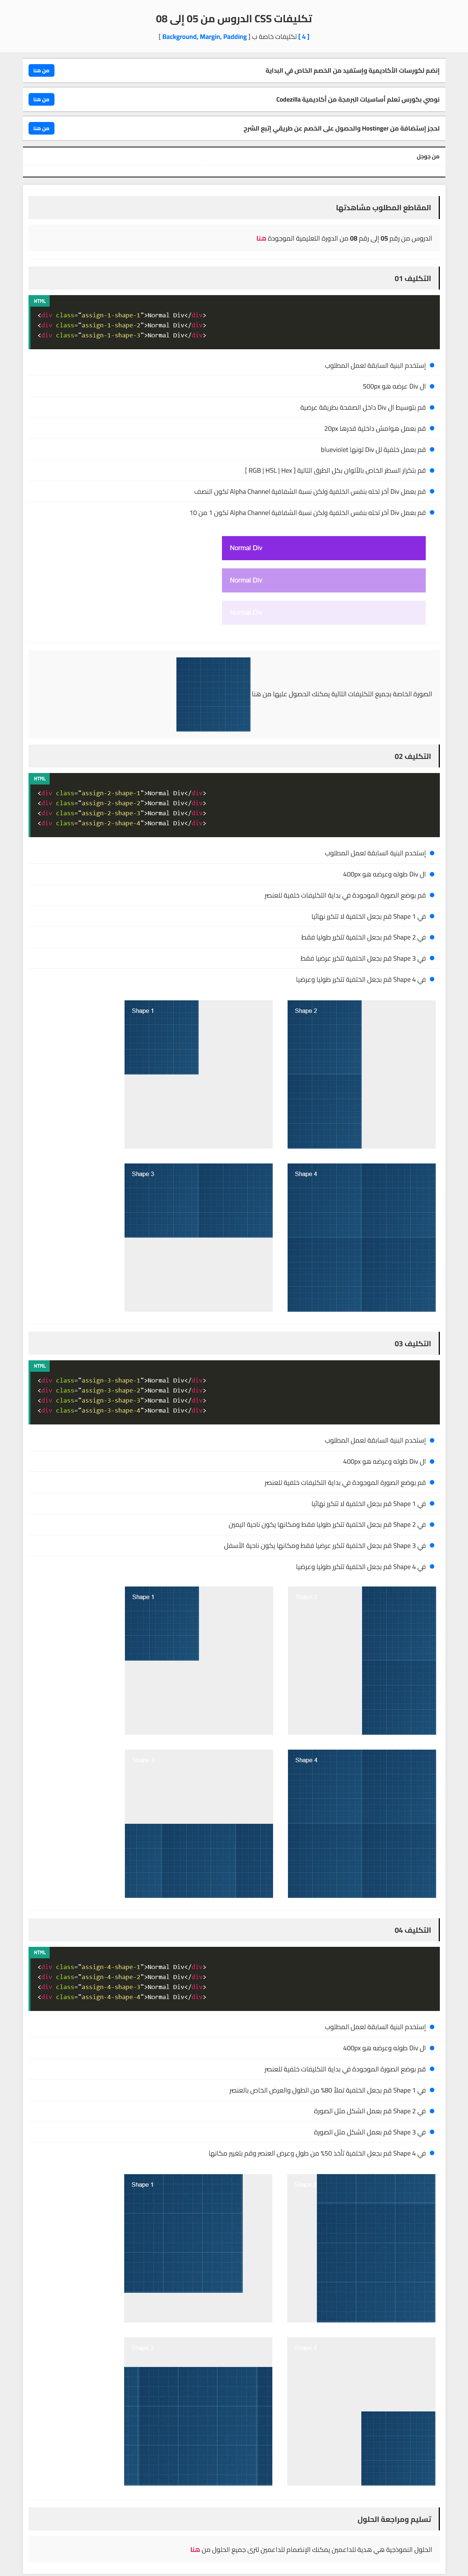 تكليفات CSS الدروس من 05 إلى 08
[ 4 ] تكليفات خاصة ب [ Background, Margin, Padding ]
إنضم لكورسات الأكاديمية وإستفيد من الخصم الخاص في البداية
من هنا
نوصي بكورس تعلم أساسيات البرمجة من أكاديمية Codezilla
من هنا
لحجز إستضافة من Hostinger والحصول على الخصم عن طريقي إتبع الشرح
من هنا
من جوجل
المقاطع المطلوب مشاهدتها
الدروس من رقم 05 إلى رقم 08 من الدورة التعليمية الموجودة هنا
التكليف 01
HTML
<div class="assign-1-shape-1">Normal Div</div>
<div class="assign-1-shape-2">Normal Div</div>
<div class="assign-1-shape-3">Normal Div</div>
إستخدم البنية السابقة لعمل المطلوب
ال Div عرضه هو 500px
قم بتوسيط ال Div داخل الصفحة بطريقة عرضية
قم بعمل هوامش داخلية قدرها 20px
قم بعمل خلفية لل Div لونها blueviolet
قم بتكرار السطر الخاص بالألوان بكل الطرق التالية [ RGB | HSL | Hex ]
قم بعمل Div آخر تحته بنفس الخلفية ولكن نسبة الشفافية Alpha Channel تكون النصف
قم بعمل Div آخر تحته بنفس الخلفية ولكن نسبة الشفافية Alpha Channel تكون 1 من 10
Normal Div
Normal Div
Normal Div
الصورة الخاصة بجميع التكليفات التالية يمكنك الحصول عليها من هنا
التكليف 02
HTML
<div class="assign-2-shape-1">Normal Div</div>
<div class="assign-2-shape-2">Normal Div</div>
<div class="assign-2-shape-3">Normal Div</div>
<div class="assign-2-shape-4">Normal Div</div>
إستخدم البنية السابقة لعمل المطلوب
ال Div طوله وعرضه هو 400px
قم بوضع الصورة الموجودة في بداية التكليفات خلفية للعنصر
في Shape 1 قم بجعل الخلفية لا تتكرر نهائيا
في Shape 2 قم بجعل الخلفية تتكرر طوليا فقط
في Shape 3 قم بجعل الخلفية تتكرر عرضيا فقط
في Shape 4 قم بجعل الخلفية تتكرر طوليا وعرضيا
Shape 1
Shape 2
Shape 3
Shape 4
التكليف 03
HTML
<div class="assign-3-shape-1">Normal Div</div>
<div class="assign-3-shape-2">Normal Div</div>
<div class="assign-3-shape-3">Normal Div</div>
<div class="assign-3-shape-4">Normal Div</div>
إستخدم البنية السابقة لعمل المطلوب
ال Div طوله وعرضه هو 400px
قم بوضع الصورة الموجودة في بداية التكليفات خلفية للعنصر
في Shape 1 قم بجعل الخلفية لا تتكرر نهائيا
في Shape 2 قم بجعل الخلفية تتكرر طوليا فقط ومكانها يكون ناحية اليمين
في Shape 3 قم بجعل الخلفية تتكرر عرضيا فقط ومكانها يكون ناحية الأسفل
في Shape 4 قم بجعل الخلفية تتكرر طوليا وعرضيا
Shape 1
Shape 4
التكليف 04
HTML
<div class="assign-4-shape-1">Normal Div</div>
<div class="assign-4-shape-2">Normal Div</div>
<div class="assign-4-shape-3">Normal Div</div>
<div class="assign-4-shape-4">Normal Div</div>
إستخدم البنية السابقة لعمل المطلوب
ال Div طوله وعرضه هو 400px
قم بوضع الصورة الموجودة في بداية التكليفات خلفية للعنصر
في Shape 1 قم بجعل الخلفية تملأ 80% من الطول والعرض الخاص بالعنصر
في Shape 2 قم بعمل الشكل مثل الصورة
في Shape 3 قم بعمل الشكل مثل الصورة
في Shape 4 قم بجعل الخلفية تأخذ 50% من طول وعرض العنصر وقم بتغيير مكانها
Shape 1
تسليم ومراجعة الحلول
الحلول النموذجية هي هدية للداعمين يمكنك الإنضمام للداعمين لترى جميع الحلول من هنا